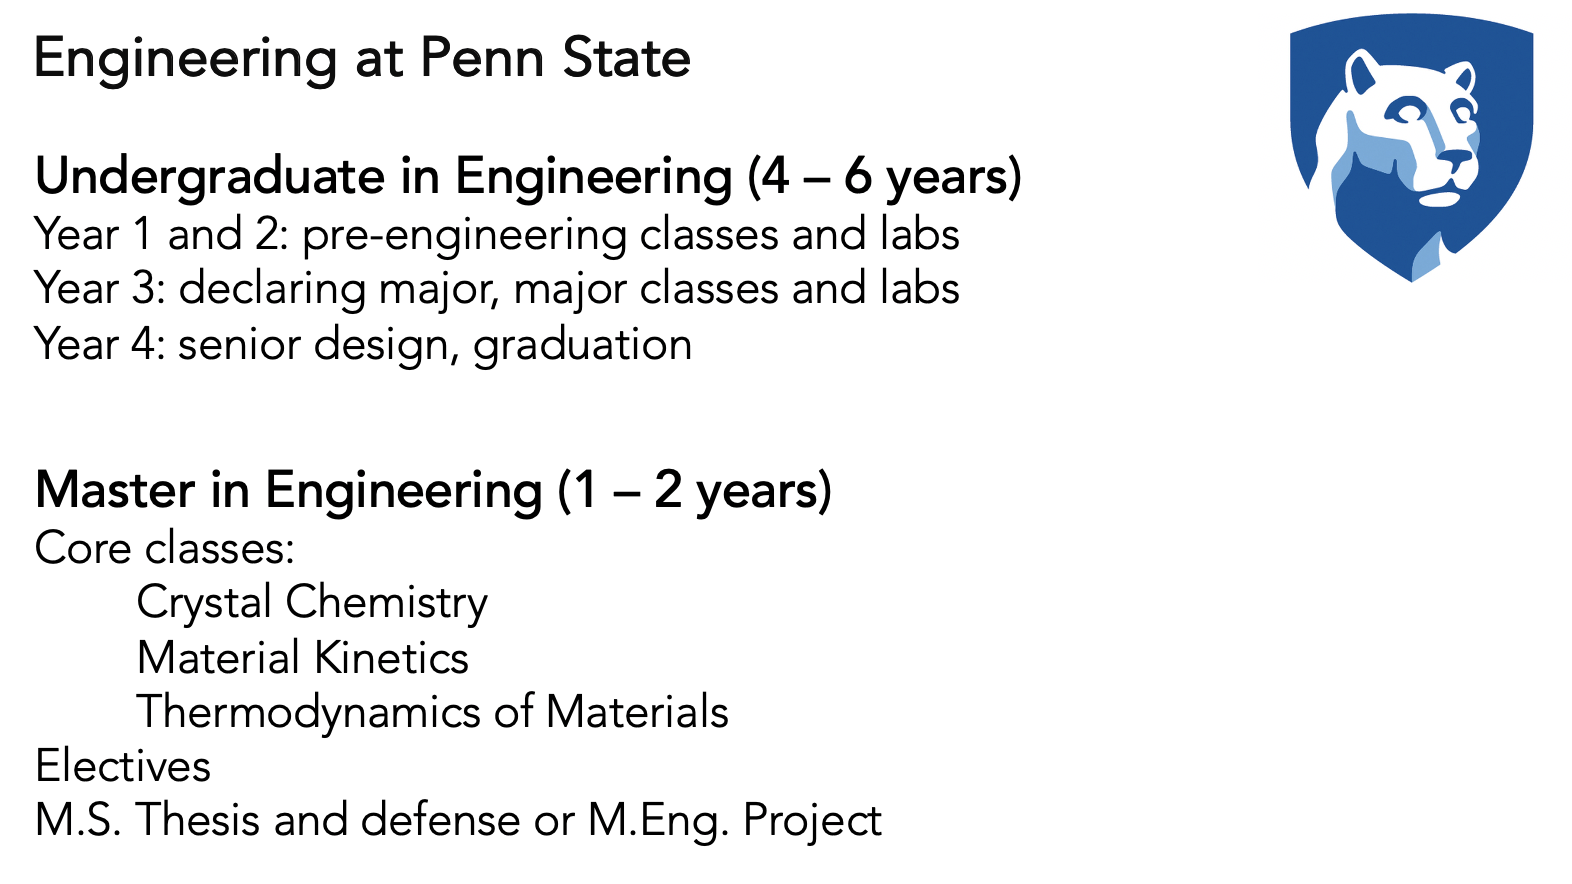 Engineering at Penn State
Undergraduate in Engineering (4 – 6 years)
Year 1 and 2: pre-engineering classes and labs
Year 3: declaring major, major classes and labs
Year 4: senior design, graduation
Master in Engineering (1 – 2 years)
Core classes:
Crystal Chemistry
Material Kinetics
Thermodynamics of Materials
Electives
M.S. Thesis and defense or M.Eng. Project